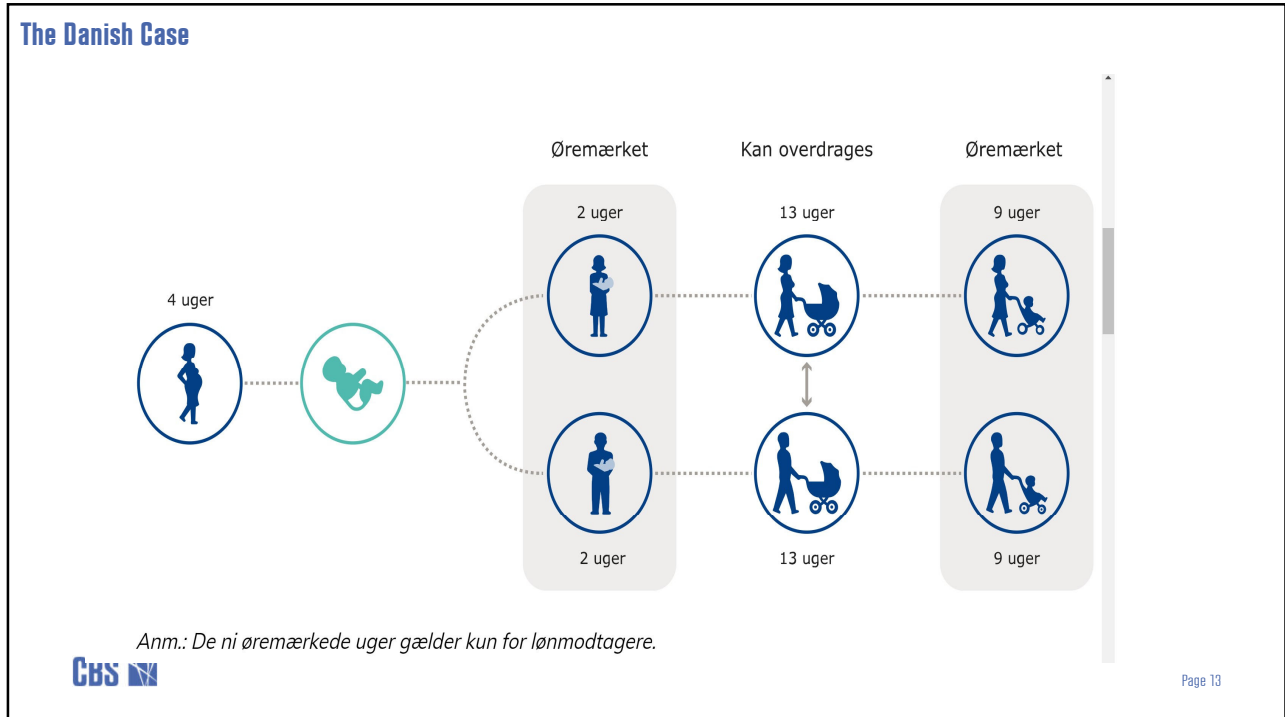 The Danish Case
Øremærket Kan overdrages Øremærket
2 uger 13 uger 9 uger
4 uger
2 uger 13 uger 9 uger
Anm.: De ni øremærkede uger gælder kun for lønmodtagere.
CBS
Page 13